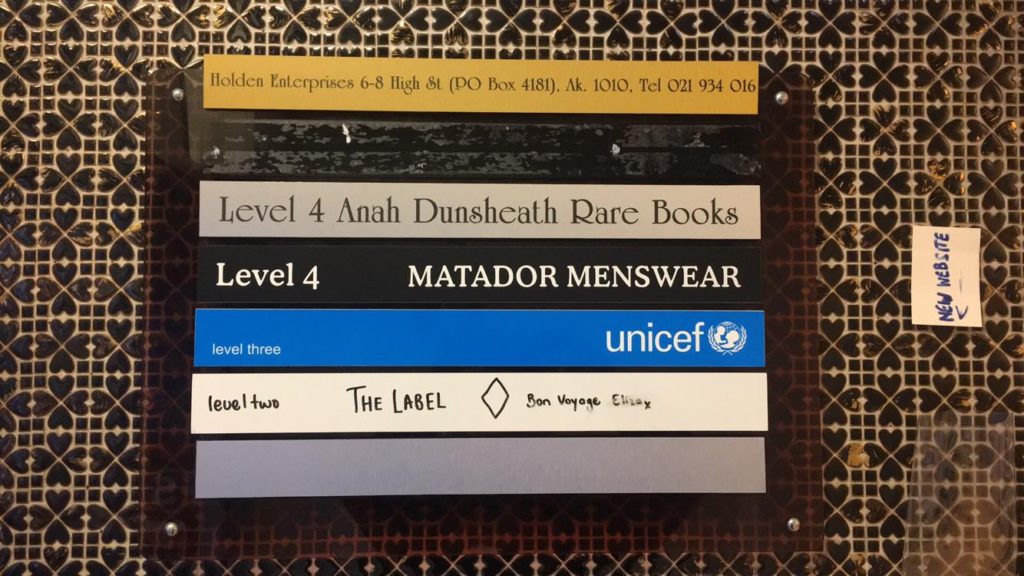 Holden Enterprises 6-8 High St (PO Box 4181), Ak. 1010, Tel 021 934 016
Level 4 Anah Dunsheath Rare Books
Level 4 MATADOR MENSWEAR
level three unicef
level two THE LABEL Bon Voyage
NEW WEBSITE